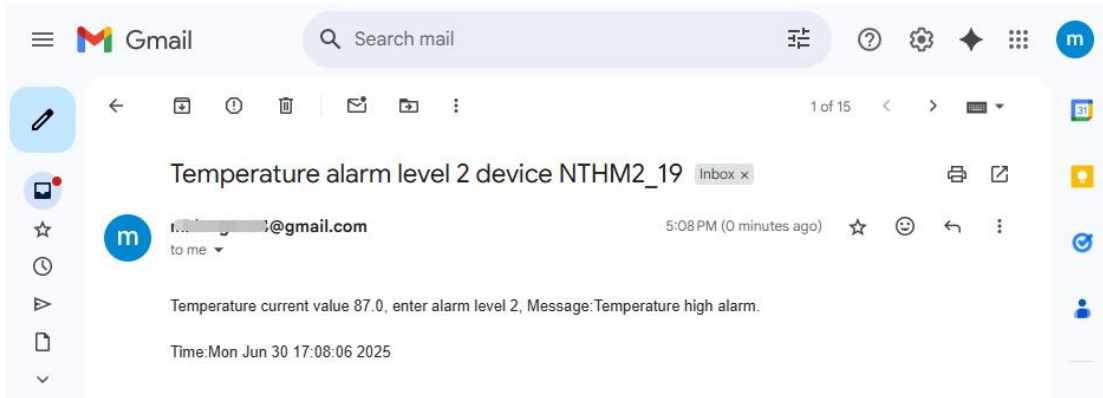 Gmail
Search mail
m
1 of 15
31
Temperature alarm level 2 device NTHM2_19 Inbox x
m
@gmail.com
5:08 PM (0 minutes ago)
to me
Temperature current value 87.0, enter alarm level 2, Message:Temperature high alarm.
Time:Mon Jun 30 17:08:06 2025